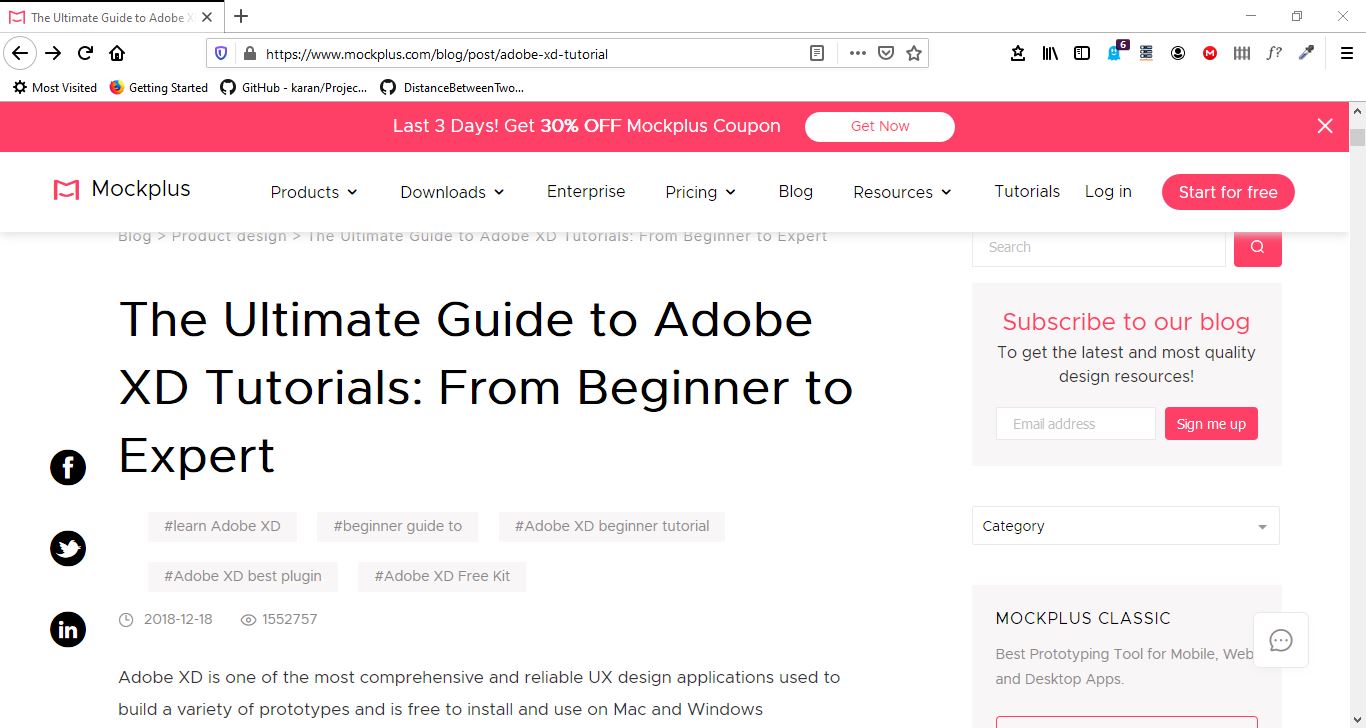 The Ultimate Guide to Adobe X
https://www.mockplus.com/blog/post/adobe-xd-tutorial
6
f?
Most Visited
Getting Started
GitHub - karan/Projec...
DistanceBetweenTwo...
Last 3 Days! Get 30% OFF Mockplus Coupon
Get Now
Mockplus
Products
Downloads
Enterprise
Pricing
Blog
Resources
Tutorials
Log in
Start for free
Blog > Product design > The Ultimate Guide to Adobe XD Tutorials: From Beginner to Expert
The Ultimate Guide to Adobe
XD Tutorials: From Beginner to
Expert
#learn Adobe XD
#beginner guide to
#Adobe XD beginner tutorial
#Adobe XD best plugin
#Adobe XD Free Kit
2018-12-18
1552757
Adobe XD is one of the most comprehensive and reliable UX design applications used to
build a variety of prototypes and is free to install and use on Mac and Windows
Search
Subscribe to our blog
To get the latest and most quality
design resources!
Email address
Sign me up
Category
MOCKPLUS CLASSIC
Best Prototyping Tool for Mobile, Web
and Desktop Apps.